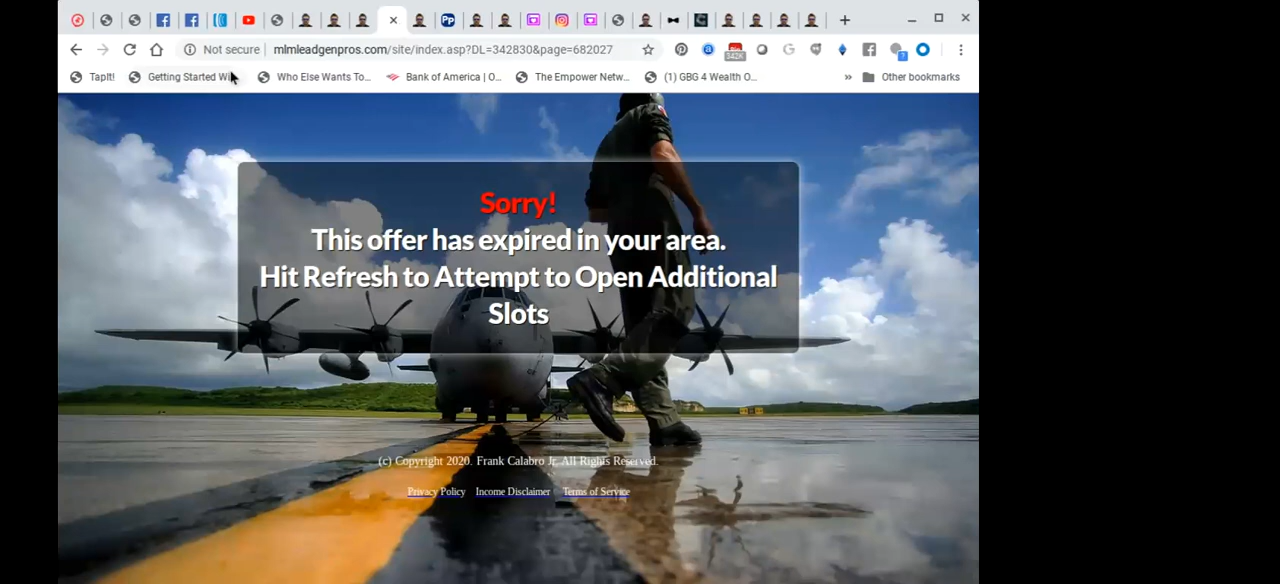 Not secure | mlmleadgenpros.com/site/index.asp?DL=342830&page=682027
342K
?
TapIt!
Getting Started Wi
Who Else Wants To...
Bank of America | O...
The Empower Netw...
(1) GBG 4 Wealth O...
»
Other bookmarks
Sorry!
This offer has expired in your area.
Hit Refresh to Attempt to Open Additional
Slots
(c) Copyright 2020. Frank Calabro Jr. All Rights Reserved.
Privacy Policy Income Disclaimer Terms of Service